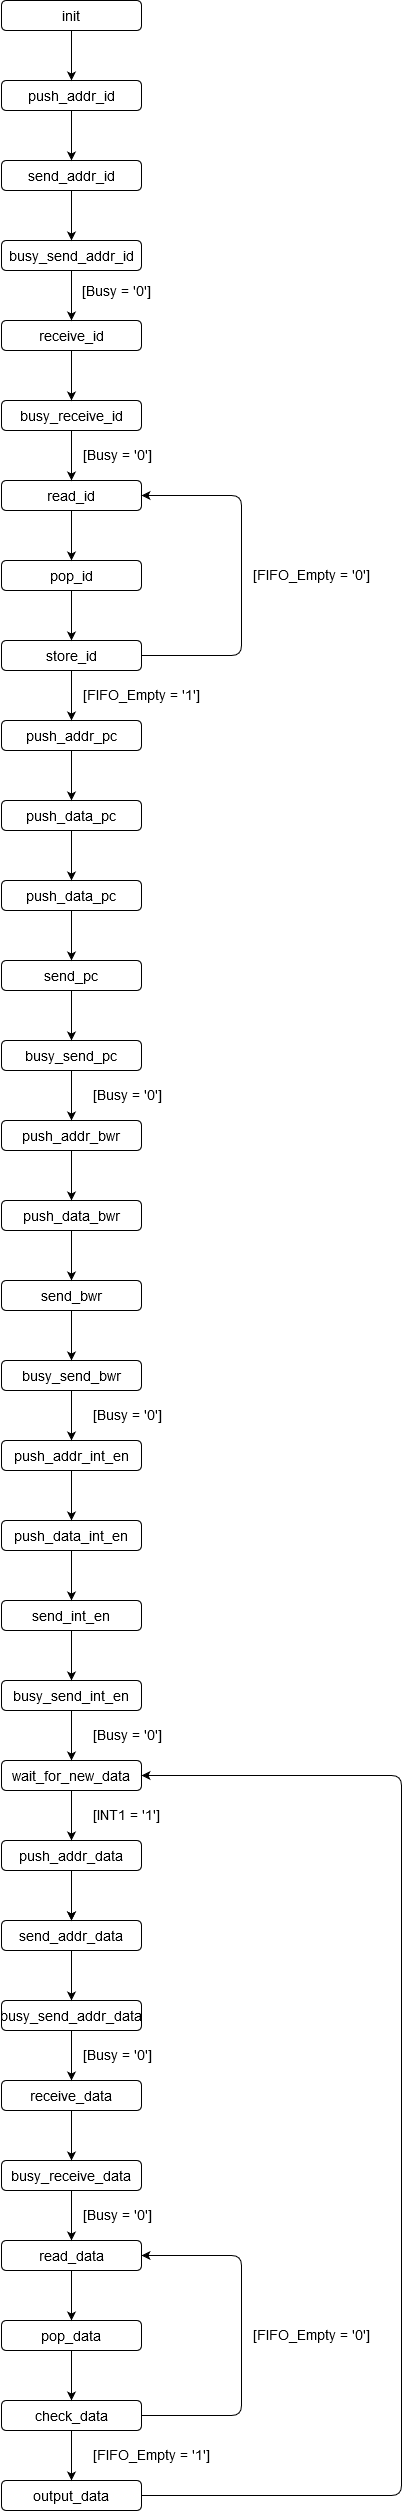 init
push_addr_id
send_addr_id
busy_send_addr_id
[Busy = '0']
receive_id
busy_receive_id
[Busy = '0']
read_id
pop_id
[FIFO_Empty = '0']
store_id
[FIFO_Empty = '1']
push_addr_pc
push_data_pc
push_data_pc
send_pc
busy_send_pc
[Busy = '0']
push_addr_bwr
push_data_bwr
send_bwr
busy_send_bwr
[Busy = '0']
push_addr_int_en
push_data_int_en
send_int_en
busy_send_int_en
[Busy = '0']
wait_for_new_data
[INT1 = '1']
push_addr_data
send_addr_data
busy_send_addr_data
[Busy = '0']
receive_data
busy_receive_data
[Busy = '0']
read_data
pop_data
[FIFO_Empty = '0']
check_data
[FIFO_Empty = '1']
output_data